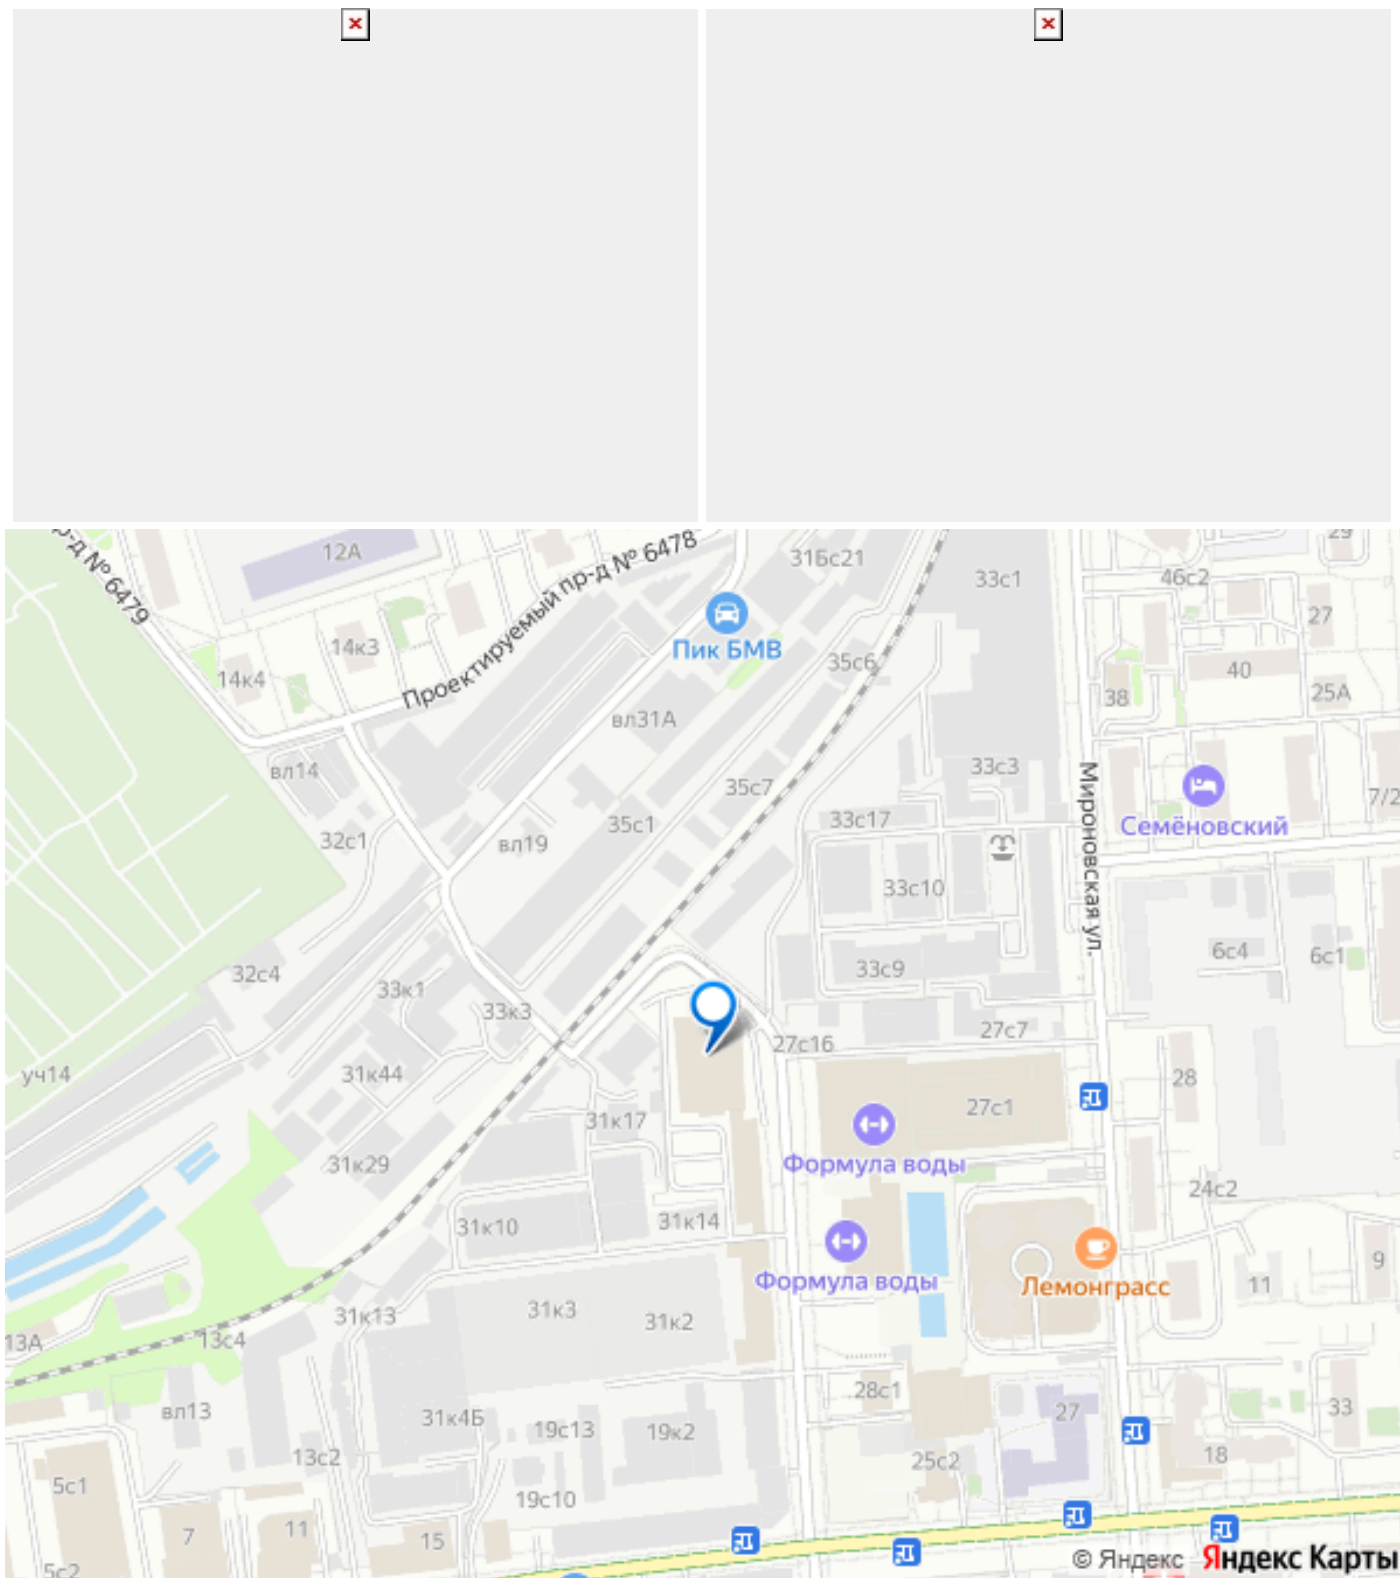 р-д № 6479
12А
Проектируемый пр-д № 6478
31Бс21
33с1
29
46с2
14к3
Пик БМВ
27
14к4
35с6
40
25А
38
вл31А
вл14
35с7
33с3
Мироновская ул.
7/2
32с1
35с1
33с17
Семёновский
вл19
33с10
6с4
6с1
32с4
33к1
33с9
33к3
27с7
27с16
уч14
31к44
28
27с1
31к17
31к29
Формула воды
24с2
31к10
31к14
9
Формула воды
Лемонграсс
11
31к13
31к3
31к2
13А
13с4
28с1
вл13
31к4Б
27
33
19с13
19к2
13с2
25с2
18
5с1
19с10
7
11
15
5с2
© Яндекс Яндекс Карты